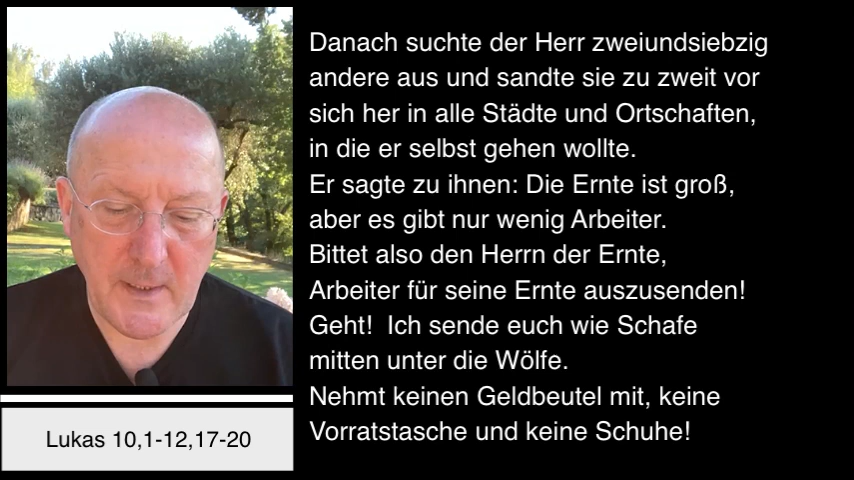 Danach suchte der Herr zweiundsiebzig
andere aus und sandte sie zu zweit vor
sich her in alle Städte und Ortschaften,
in die er selbst gehen wollte.
Er sagte zu ihnen: Die Ernte ist groß,
aber es gibt nur wenig Arbeiter.
Bittet also den Herrn der Ernte,
Arbeiter für seine Ernte auszusenden!
Geht!  Ich sende euch wie Schafe
mitten unter die Wölfe.
Nehmt keinen Geldbeutel mit, keine
Vorratstasche und keine Schuhe!
Lukas 10,1-12,17-20